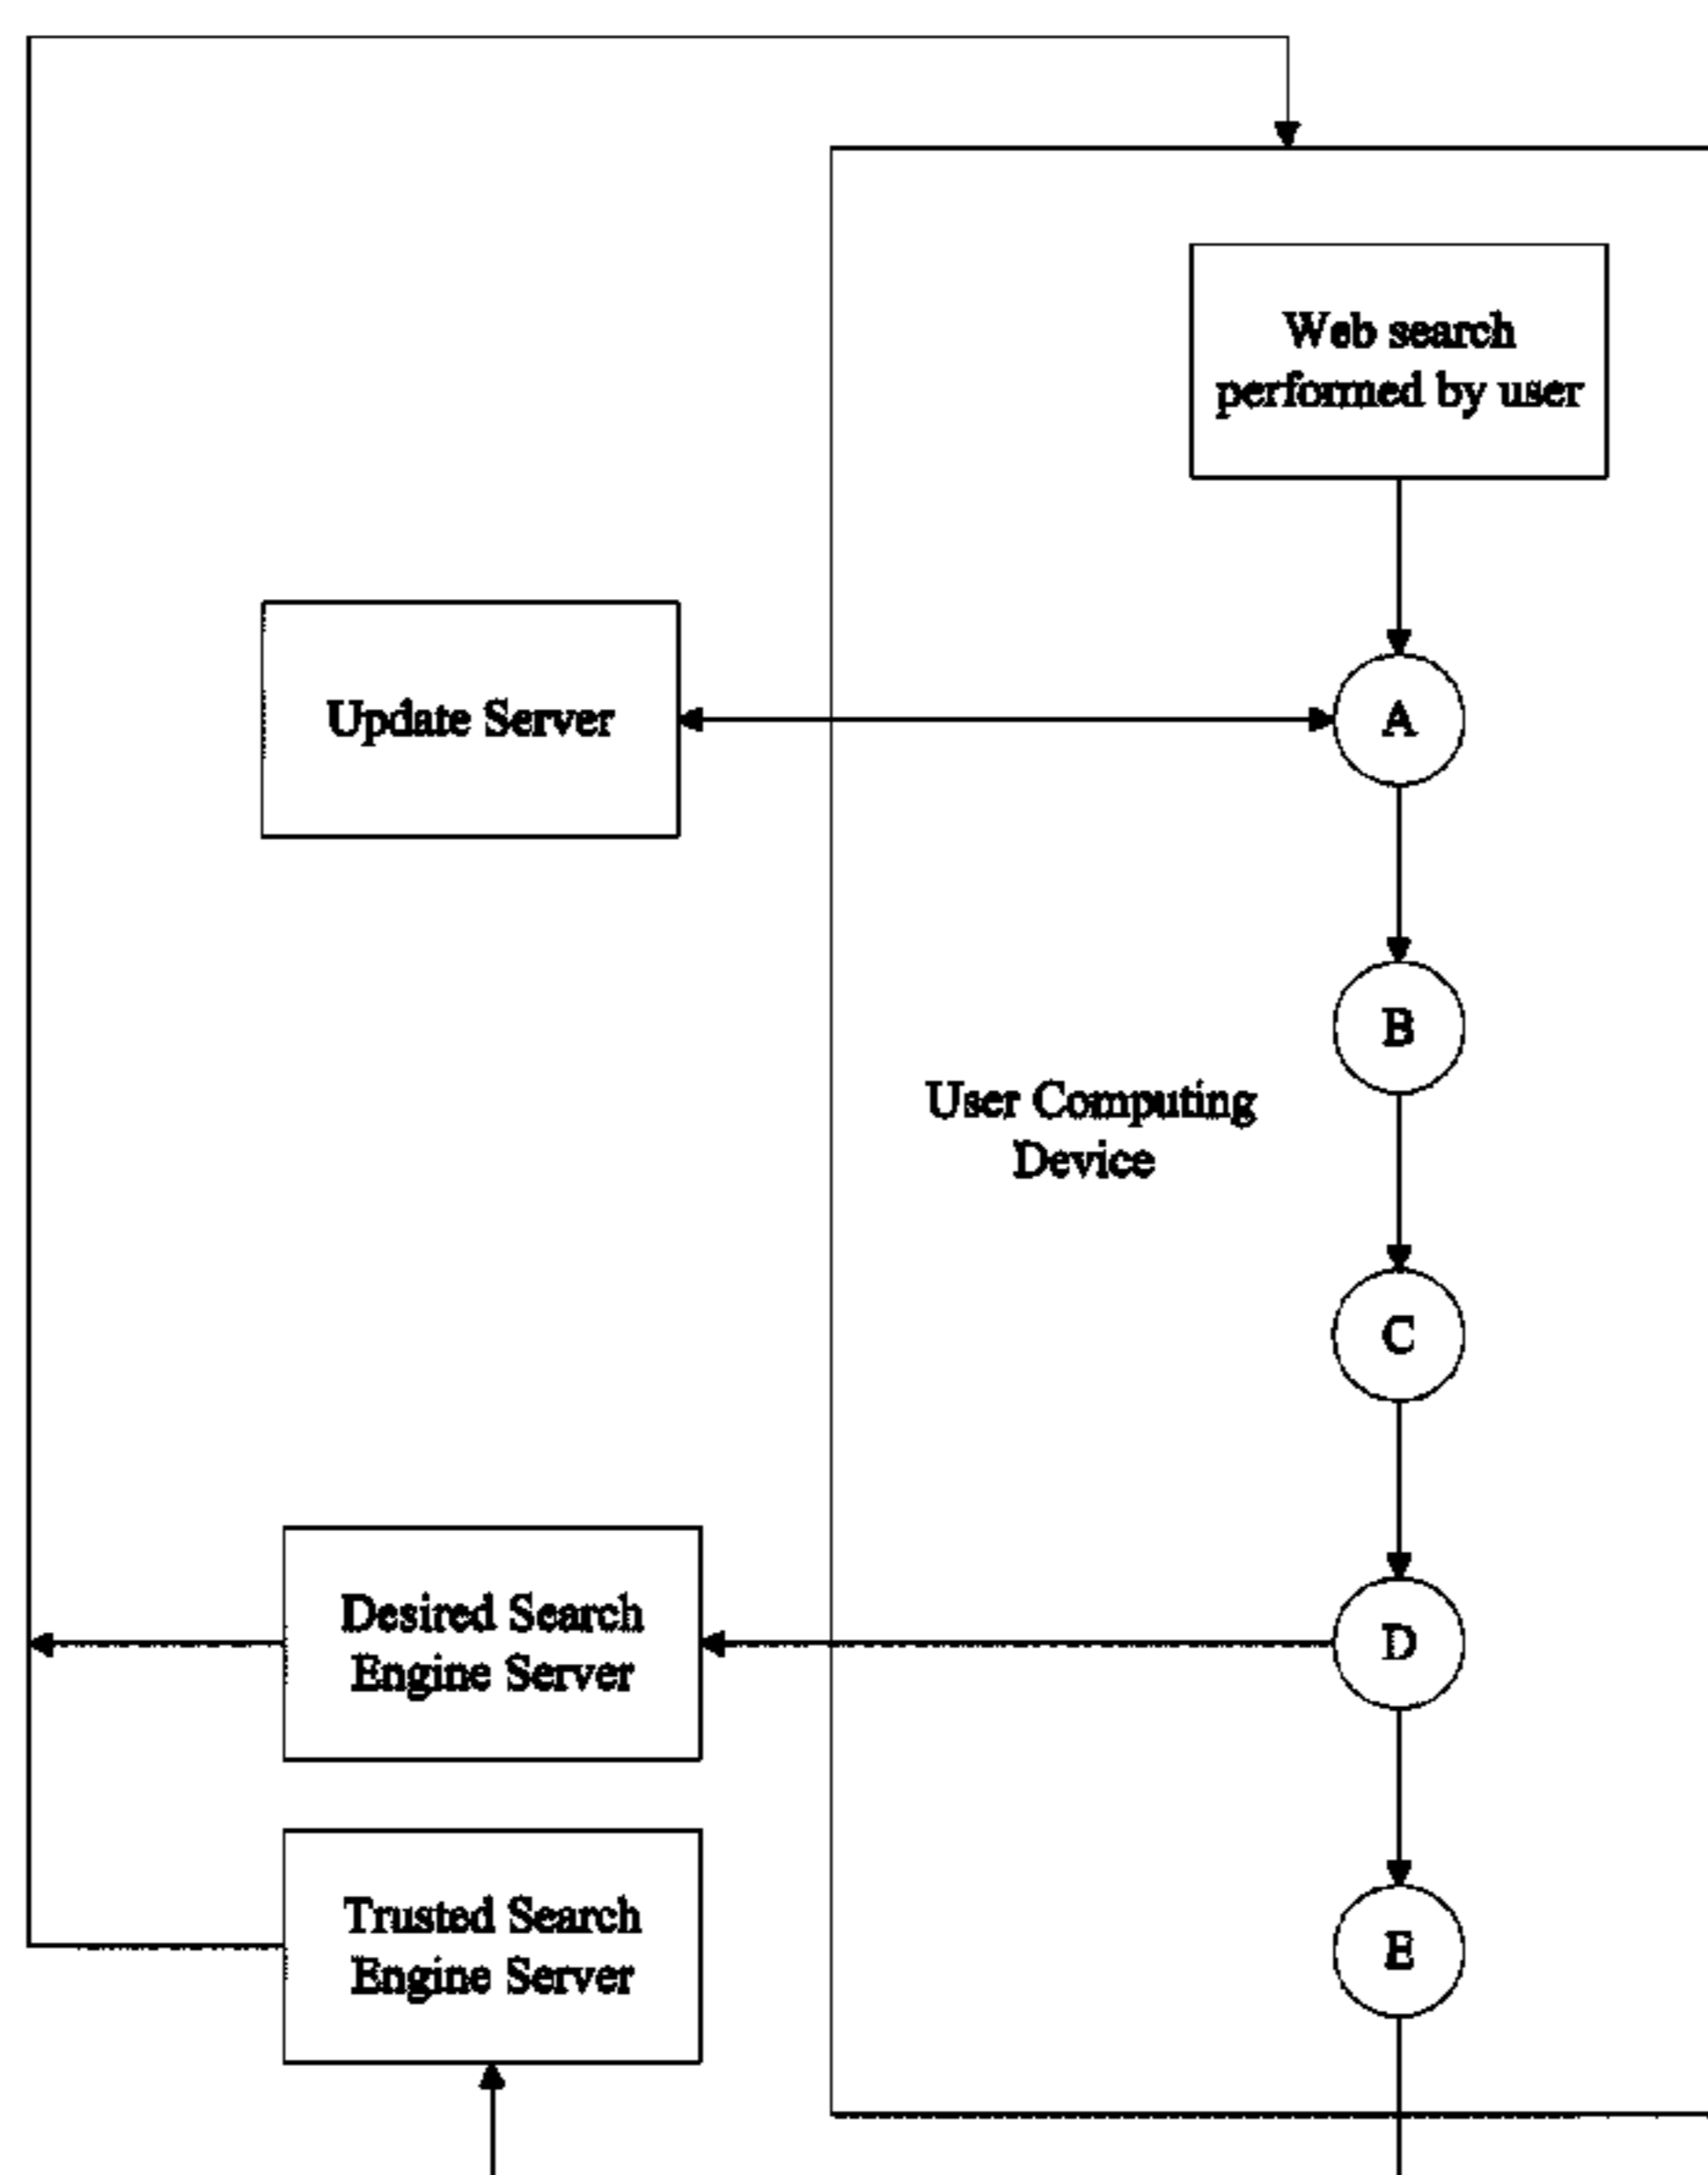 Web search
performed by user
Update Server
A
B
User Computing
Device
C
Desired Search
Engine Server
D
Trusted Search
Engine Server
E